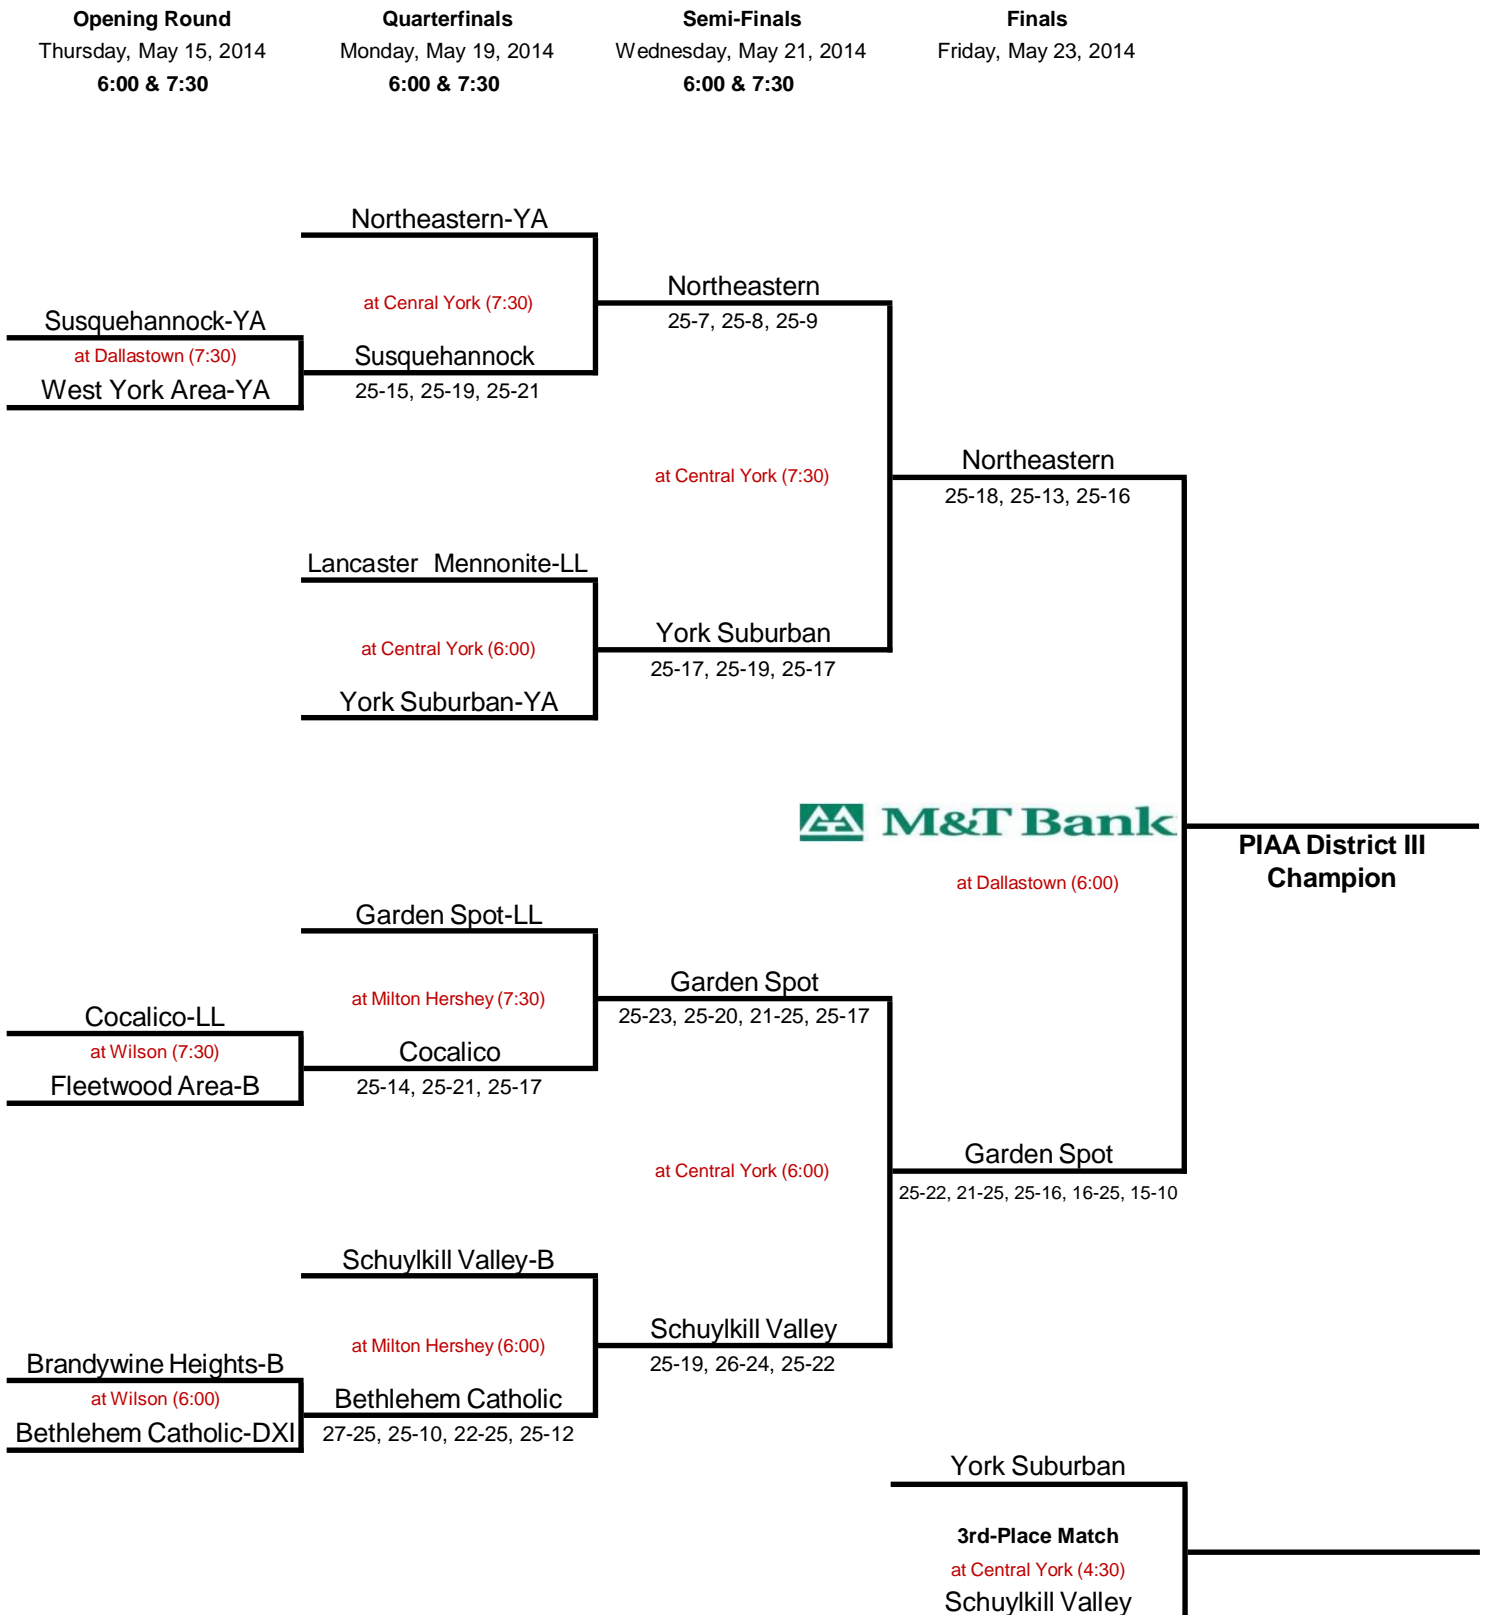 Opening Round
Thursday, May 15, 2014
6:00 & 7:30
Quarterfinals
Monday, May 19, 2014
6:00 & 7:30
Semi-Finals
Wednesday, May 21, 2014
6:00 & 7:30
Finals
Friday, May 23, 2014
Northeastern-YA
at Cenral York (7:30)
Northeastern
25-7, 25-8, 25-9
Susquehannock-YA
at Dallastown (7:30)
West York Area-YA
Susquehannock
25-15, 25-19, 25-21
at Central York (7:30)
Northeastern
25-18, 25-13, 25-16
Lancaster Mennonite-LL
at Central York (6:00)
York Suburban-YA
York Suburban
25-17, 25-19, 25-17
M&T Bank
at Dallastown (6:00)
PIAA District III
Champion
Garden Spot-LL
at Milton Hershey (7:30)
Garden Spot
25-23, 25-20, 21-25, 25-17
Cocalico-LL
at Wilson (7:30)
Fleetwood Area-B
Cocalico
25-14, 25-21, 25-17
at Central York (6:00)
Garden Spot
25-22, 21-25, 25-16, 16-25, 15-10
Schuylkill Valley-B
at Milton Hershey (6:00)
Schuylkill Valley
25-19, 26-24, 25-22
Brandywine Heights-B
at Wilson (6:00)
Bethlehem Catholic-DXI
Bethlehem Catholic
27-25, 25-10, 22-25, 25-12
York Suburban
3rd-Place Match
at Central York (4:30)
Schuylkill Valley